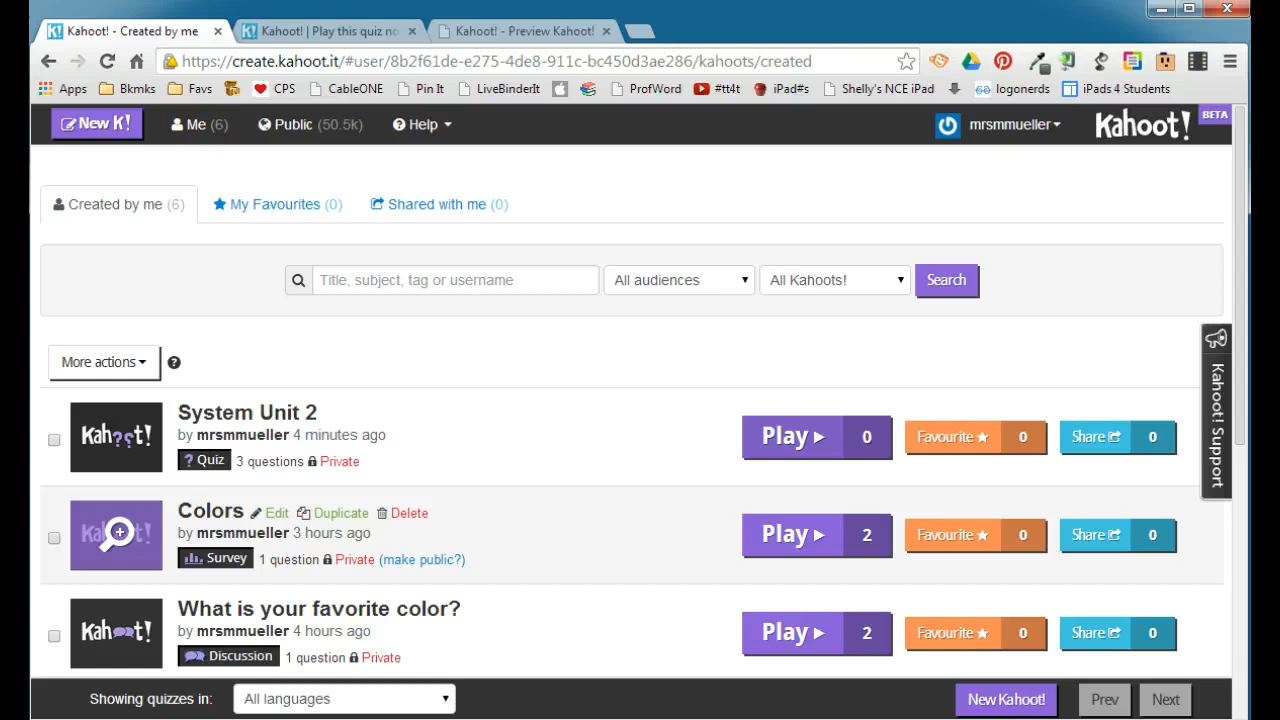 Kahoot! - Created by me
Kahoot! | Play this quiz no
Kahoot! - Preview Kahoot!
https://create.kahoot.it/#user/8b2f61de-e275-4de8-911c-bc450d3ae286/kahoots/created
Apps Bkmks Favs CPS CableONE Pin It LiveBinderIt ProfWord #tt4t iPad#s Shelly's NCE iPad logonerds iPads 4 Students
New K! Me (6) Public (50.5k) Help mrsmmueller Kahoot! BETA
Created by me (6) My Favourites (0) Shared with me (0)
Title, subject, tag or username All audiences All Kahoots! Search
More actions ?
Kahoot! Support
System Unit 2
Kah??t! by mrsmmueller 4 minutes ago Play 0 Favourite 0 Share 0
? Quiz 3 questions Private
Colors Edit Duplicate Delete
by mrsmmueller 3 hours ago Play 2 Favourite 0 Share 0
Survey 1 question Private (make public?)
What is your favorite color?
Kah t! by mrsmmueller 4 hours ago Play 2 Favourite 0 Share 0
Discussion 1 question Private
Showing quizzes in: All languages New Kahoot! Prev Next